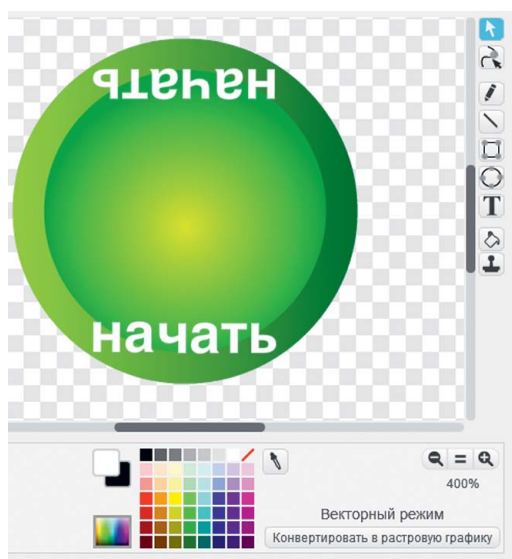 начать
начать
T
400%
Векторный режим
Конвертировать в растровую графику